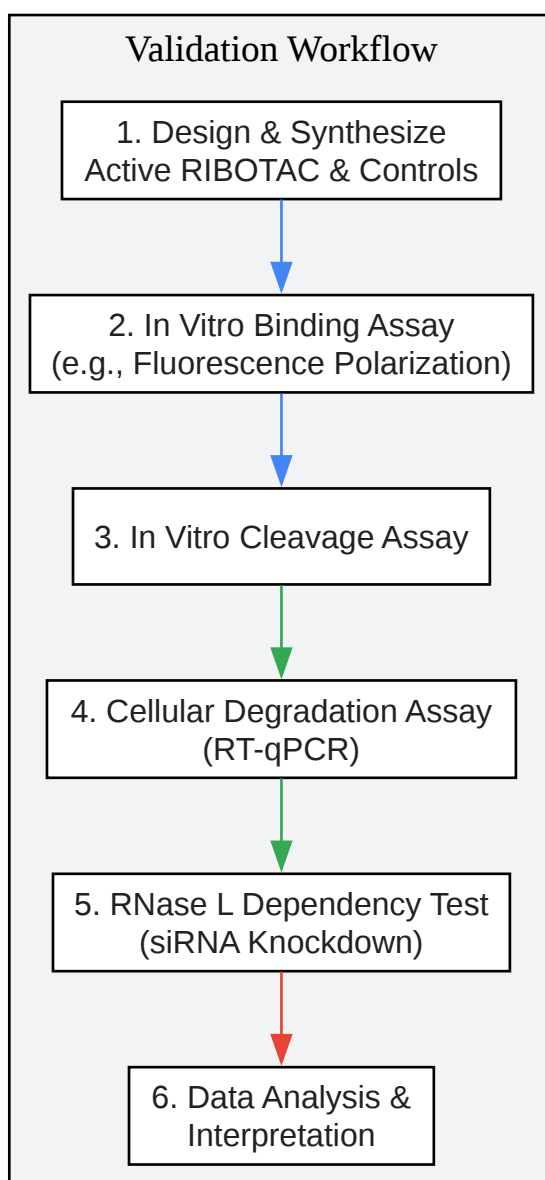 Validation Workflow
1. Design & Synthesize
Active RIBOTAC & Controls
2. In Vitro Binding Assay
(e.g., Fluorescence Polarization)
3. In Vitro Cleavage Assay
4. Cellular Degradation Assay
(RT-qPCR)
5. RNase L Dependency Test
(siRNA Knockdown)
6. Data Analysis &
Interpretation